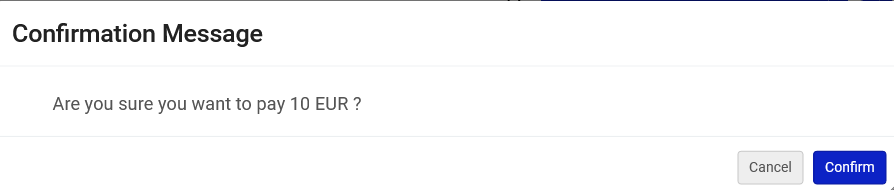 Confirmation Message
Are you sure you want to pay 10 EUR ?
Cancel Confirm